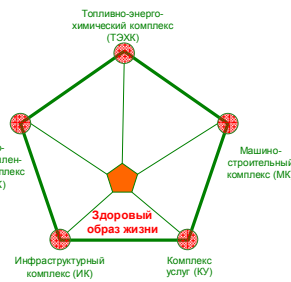 Топливно-энерго-
химический комплекс
(ТЭХК)
Машино-
строительный
комплекс (МК
Здоровый
образ жизни
Инфраструктурный
комплекс (ИК)
Комплекс
услуг (КУ)